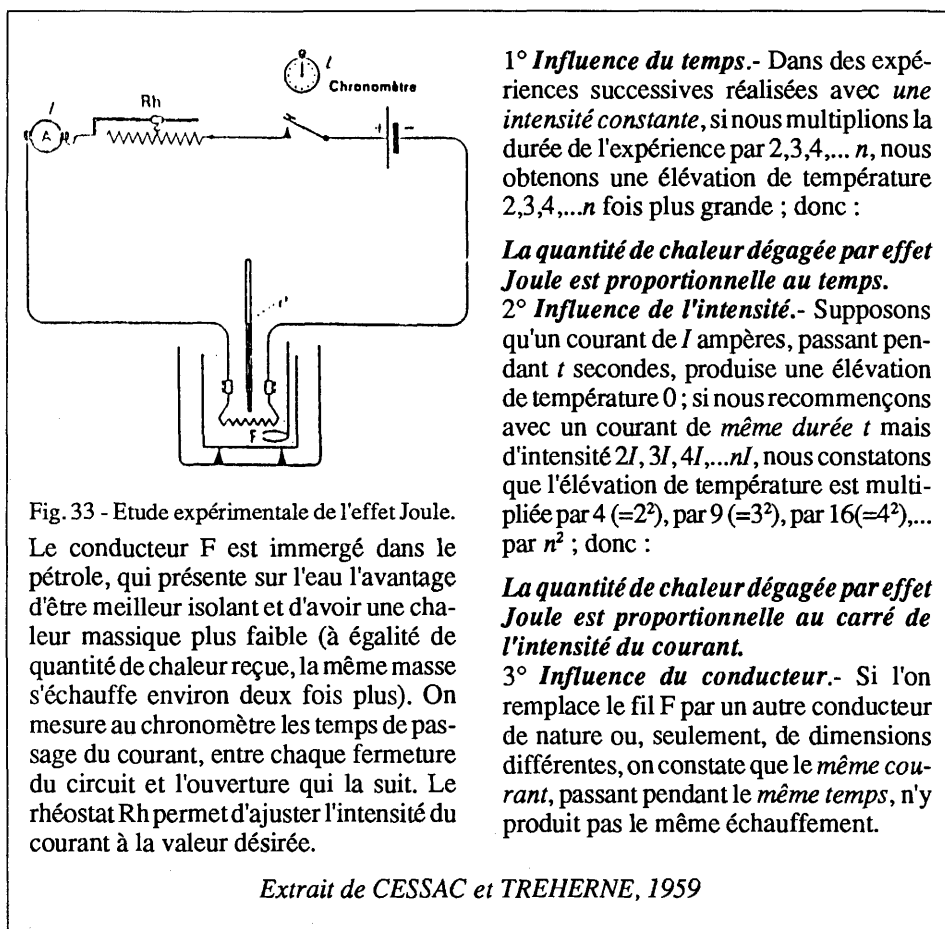 t
Chronomètre
I
Rh
A
+
−
F
Fig. 33 - Etude expérimentale de l'effet Joule.
Le conducteur F est immergé dans le
pétrole, qui présente sur l'eau l'avantage
d'être meilleur isolant et d'avoir une cha-
leur massique plus faible (à égalité de
quantité de chaleur reçue, la même masse
s'échauffe environ deux fois plus). On
mesure au chronomètre les temps de pas-
sage du courant, entre chaque fermeture
du circuit et l'ouverture qui la suit. Le
rhéostat Rh permet d'ajuster l'intensité du
courant à la valeur désirée.
1° Influence du temps.- Dans des expé-
riences successives réalisées avec une
intensité constante, si nous multiplions la
durée de l'expérience par 2,3,4,... n, nous
obtenons une élévation de température
2,3,4,...n fois plus grande ; donc :
La quantité de chaleur dégagée par effet
Joule est proportionnelle au temps.
2° Influence de l'intensité.- Supposons
qu'un courant de I ampères, passant pen-
dant t secondes, produise une élévation
de température 0 ; si nous recommençons
avec un courant de même durée t mais
d'intensité 2I, 3I, 4I,...nI, nous constatons
que l'élévation de température est multi-
pliée par 4 (=2²), par 9 (=3²), par 16(=4²),...
par n² ; donc :
La quantité de chaleur dégagée par effet
Joule est proportionnelle au carré de
l'intensité du courant.
3° Influence du conducteur.- Si l'on
remplace le fil F par un autre conducteur
de nature ou, seulement, de dimensions
différentes, on constate que le même cou-
rant, passant pendant le même temps, n'y
produit pas le même échauffement.
Extrait de CESSAC et TREHERNE, 1959